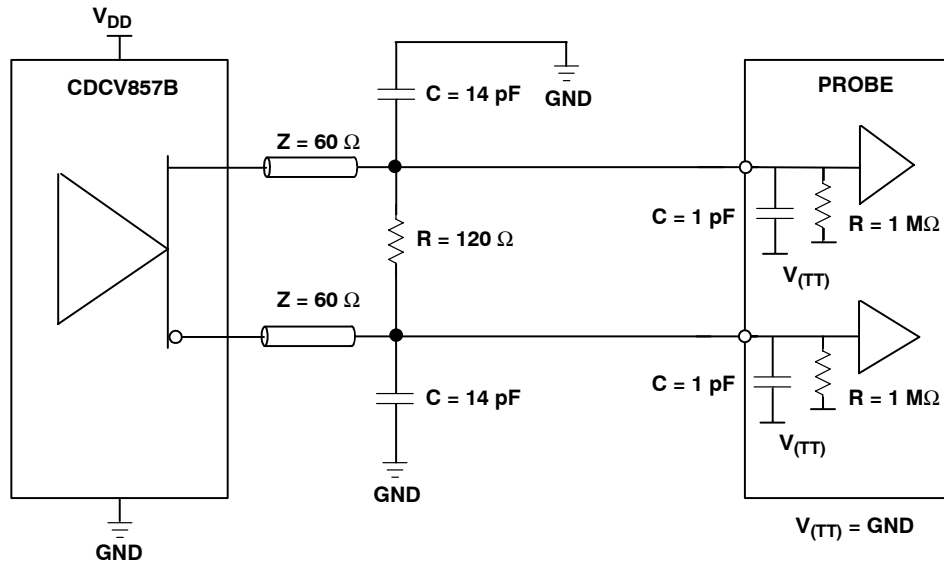 V_DD
CDCV857B
PROBE
C = 14 pF
GND
Z = 60 Ω
C = 1 pF
R = 1 MΩ
V_(TT)
R = 120 Ω
Z = 60 Ω
C = 14 pF
C = 1 pF
R = 1 MΩ
V_(TT)
GND
GND
V_(TT) = GND